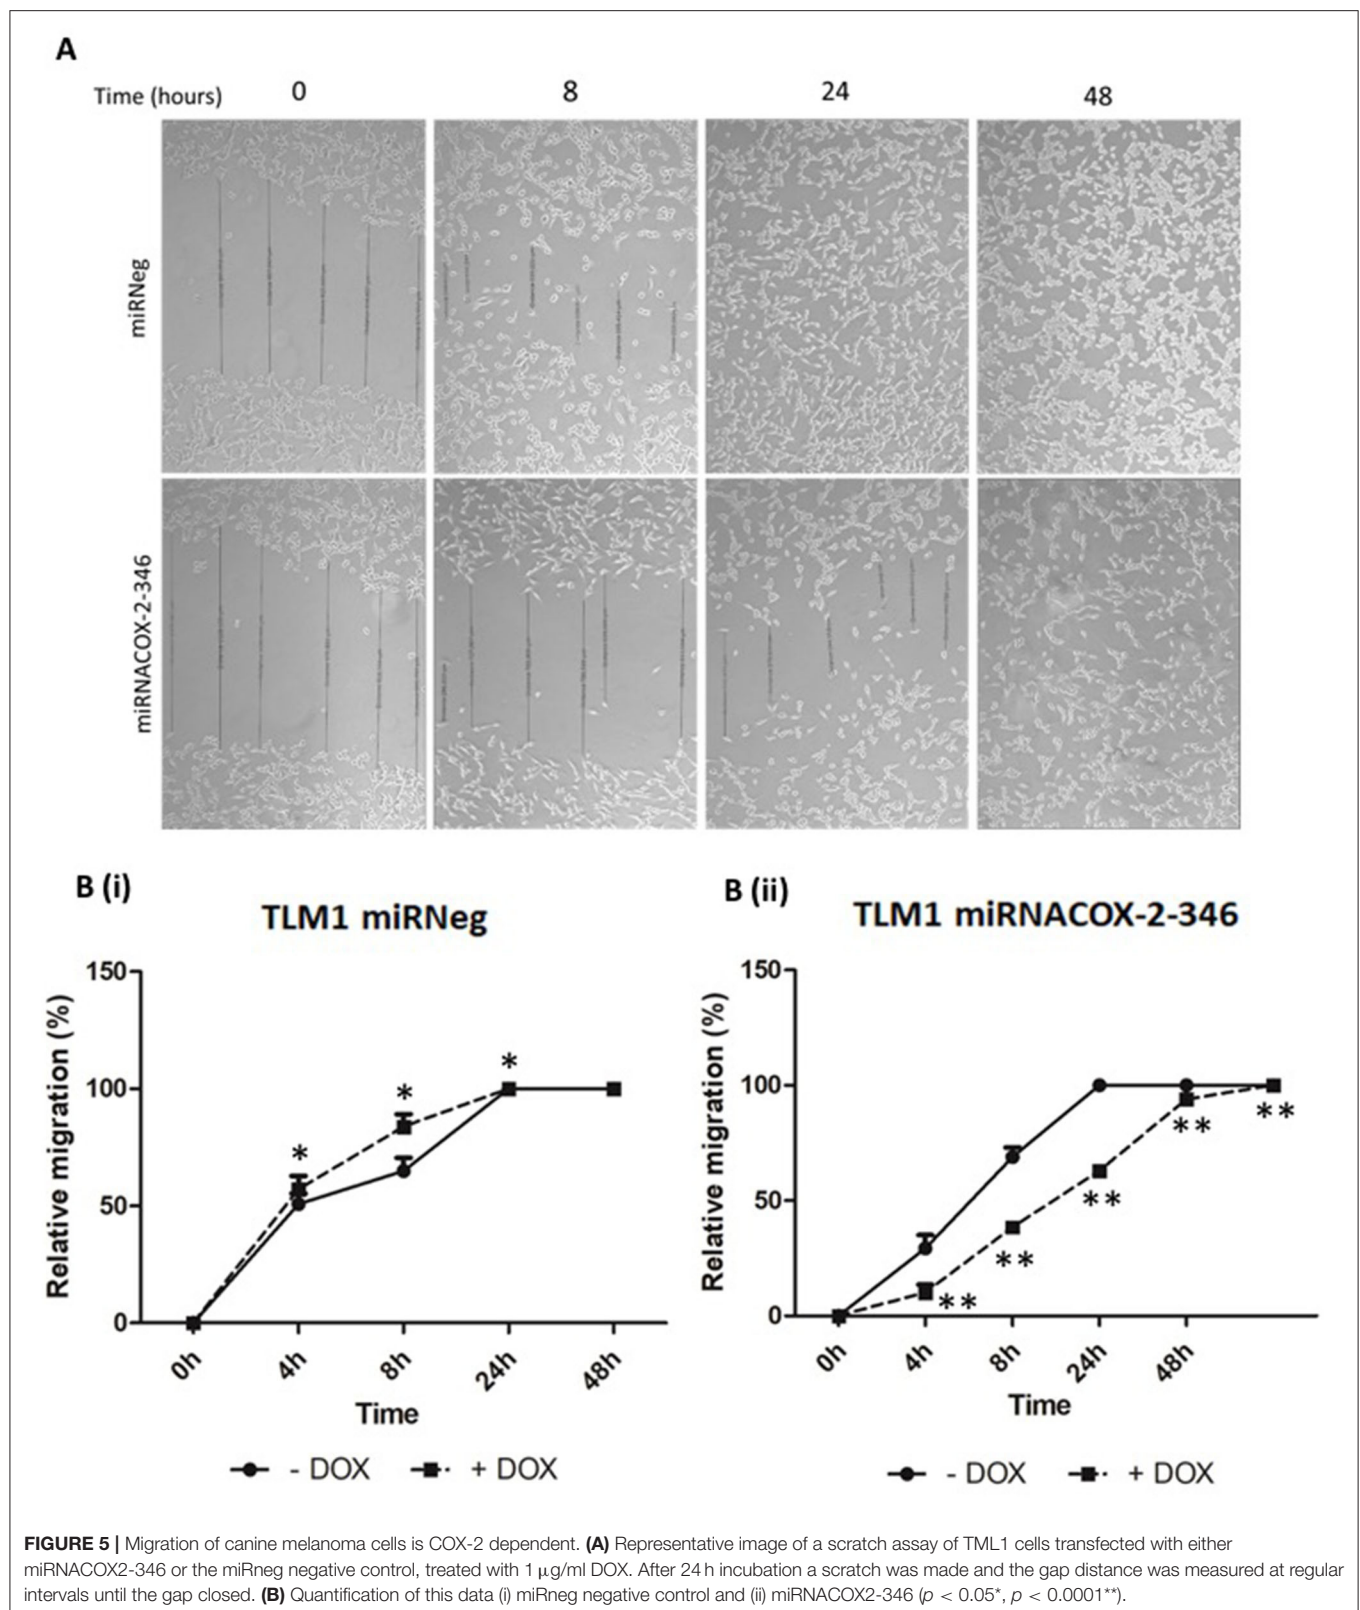 A
Time (hours) 0 8 24 48
miRNeg
miRNACOX-2-346
B (i)
TLM1 miRNeg
150
100
50
0
Relative migration (%)
*
*
*
0h 4h 8h 24h 48h
Time
- DOX + DOX
B (ii)
TLM1 miRNACOX-2-346
150
100
50
0
Relative migration (%)
**
**
**
**
**
0h 4h 8h 24h 48h
Time
- DOX + DOX
FIGURE 5 | Migration of canine melanoma cells is COX-2 dependent. (A) Representative image of a scratch assay of TML1 cells transfected with either
miRNACOX2-346 or the miRneg negative control, treated with 1 μg/ml DOX. After 24 h incubation a scratch was made and the gap distance was measured at regular
intervals until the gap closed. (B) Quantification of this data (i) miRneg negative control and (ii) miRNACOX2-346 (p < 0.05*, p < 0.0001**).